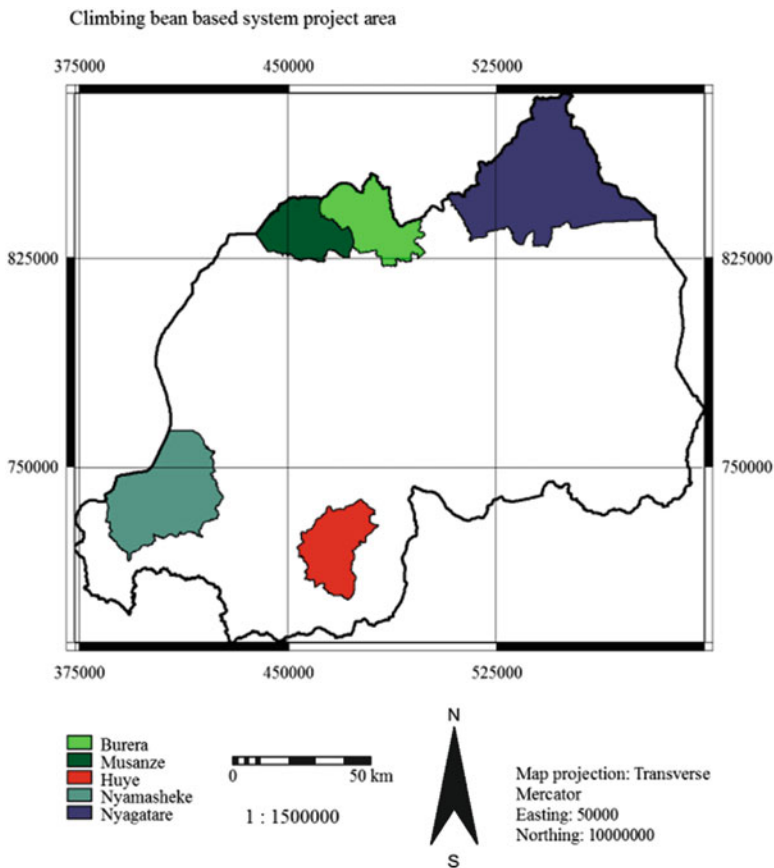 Climbing bean based system project area
375000 450000 525000
825000 825000
750000 750000
375000 450000 525000
Burera
Musanze
Huye
Nyamasheke
Nyagatare
0 50 km
1 : 1500000
N
S
Map projection: Transverse
Mercator
Easting: 50000
Northing: 10000000